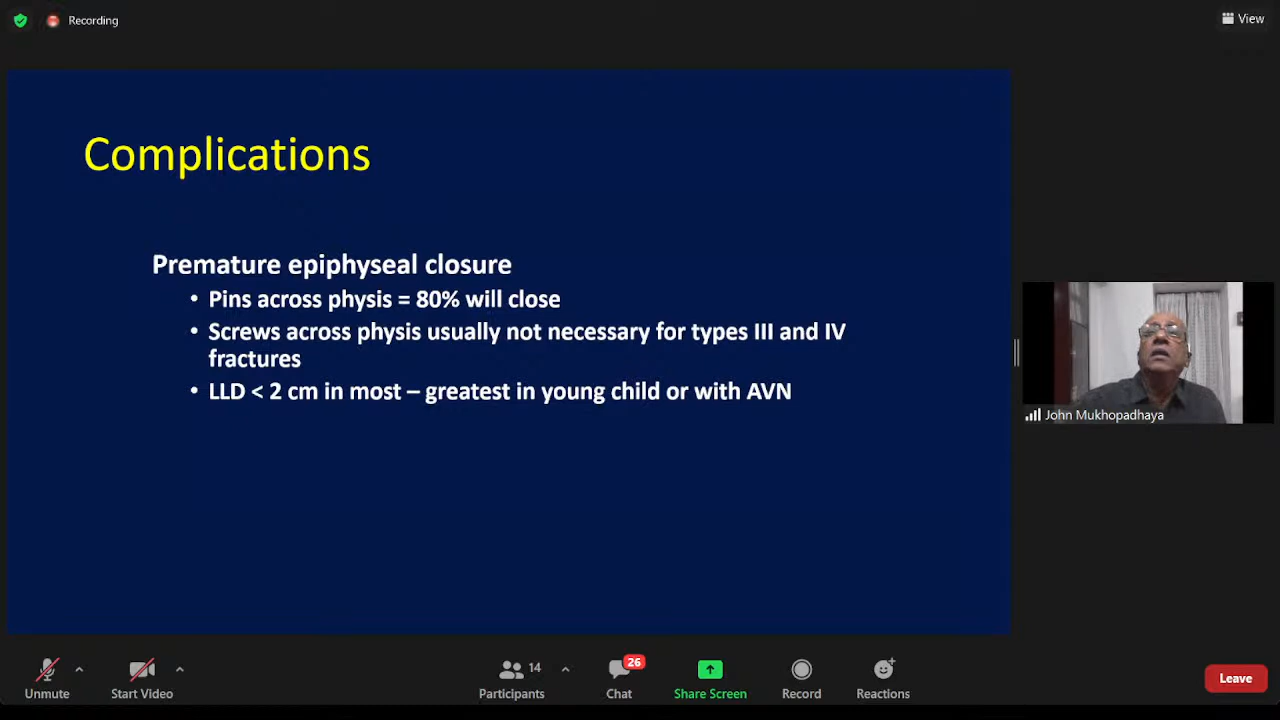 Recording
View
Complications
Premature epiphyseal closure
• Pins across physis = 80% will close
• Screws across physis usually not necessary for types III and IV
fractures
• LLD < 2 cm in most – greatest in young child or with AVN
John Mukhopadhaya
Unmute
Start Video
14
Participants
26
Chat
Share Screen
Record
Reactions
Leave